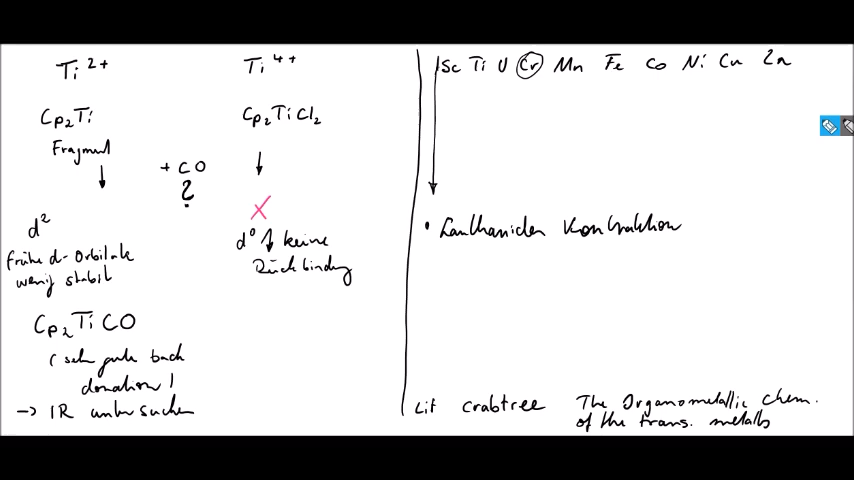 Ti 2+
Cp2Ti
Fragment
d2
frühe d-Orbitale
wenig stabil
Cp2TiCO
( sehr gute back
donation )
-> IR untersuchen
+ CO
?
Ti 4+
Cp2TiCl2
X
d0 keine
Rückbindung
Sc Ti V Cr Mn Fe Co Ni Cu Zn
• Lanthaniden Kontraktion
Lit Crabtree The Organometallic Chem.
of the trans. metalls